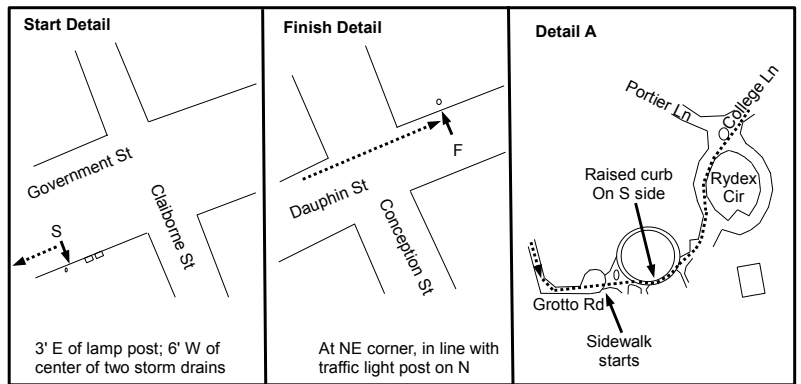 Start Detail
Government St
Claiborne St
S
3' E of lamp post; 6' W of
center of two storm drains
Finish Detail
F
Dauphin St
Conception St
At NE corner, in line with
traffic light post on N
Detail A
Portier Ln
College Ln
Raised curb
On S side
Rydex
Cir
Grotto Rd
Sidewalk
starts